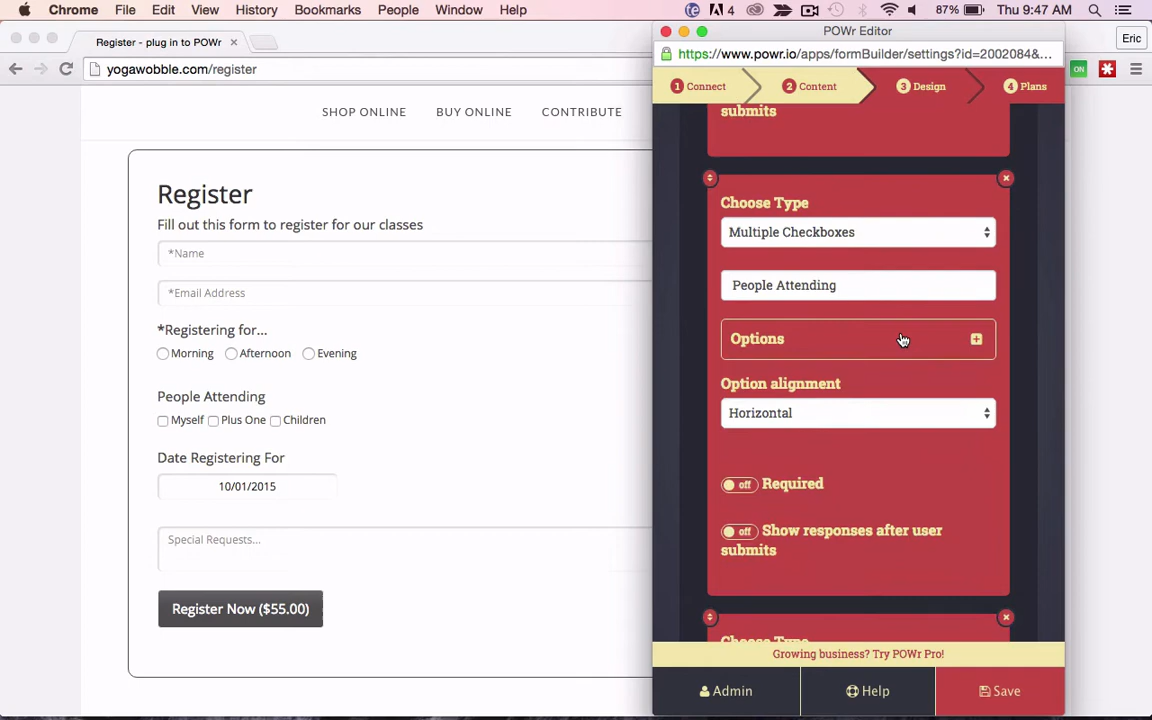 Chrome File Edit View History Bookmarks People Window Help
4 87% Thu 9:47 AM
Register - plug in to POWr
Eric
yogawobble.com/register
ON
SHOP ONLINE BUY ONLINE CONTRIBUTE
Register
Fill out this form to register for our classes
*Name
*Email Address
*Registering for...
Morning Afternoon Evening
People Attending
Myself Plus One Children
Date Registering For
10/01/2015
Special Requests...
Register Now ($55.00)
POWr Editor
https://www.powr.io/apps/formBuilder/settings?id=2002084&...
1 Connect 2 Content 3 Design 4 Plans
submits
Choose Type
Multiple Checkboxes
People Attending
Options
Option alignment
Horizontal
off Required
off Show responses after user
submits
Choose Type
Growing business? Try POWr Pro!
Admin Help Save